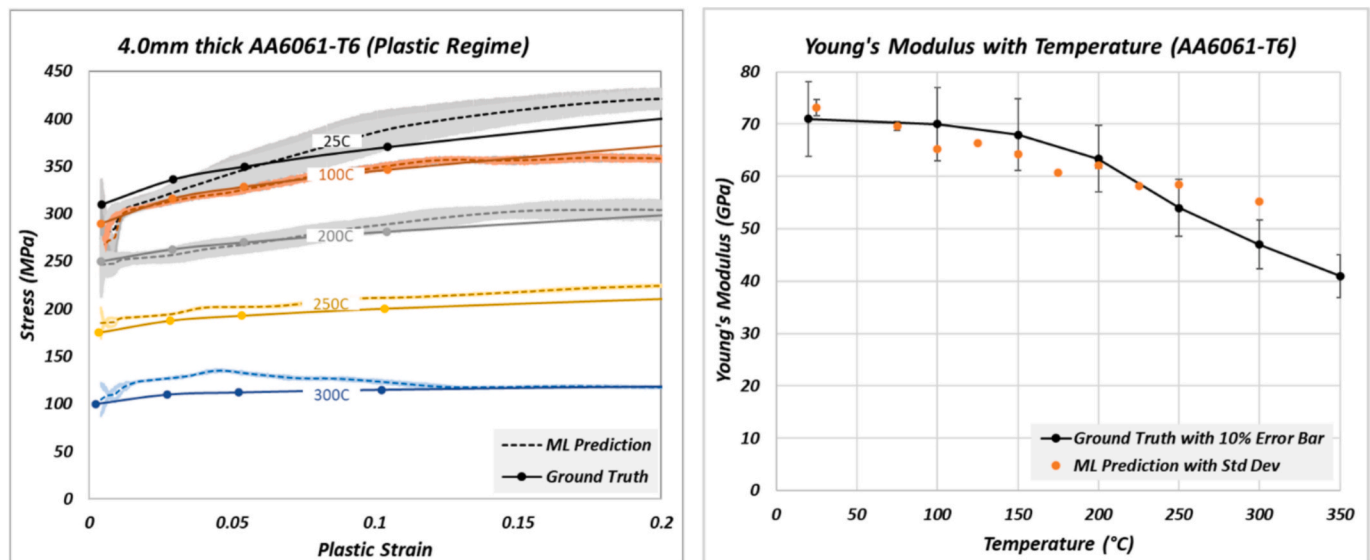 4.0mm thick AA6061-T6 (Plastic Regime)
450
400
350
300
250
200
150
100
50
0
Stress (MPa)
25C
100C
200C
250C
300C
ML Prediction
Ground Truth
0
0.05
0.1
0.15
0.2
Plastic Strain
Young's Modulus with Temperature (AA6061-T6)
80
70
60
50
40
30
20
10
0
Young's Modulus (GPa)
Ground Truth with 10% Error Bar
ML Prediction with Std Dev
0
50
100
150
200
250
300
350
Temperature (°C)